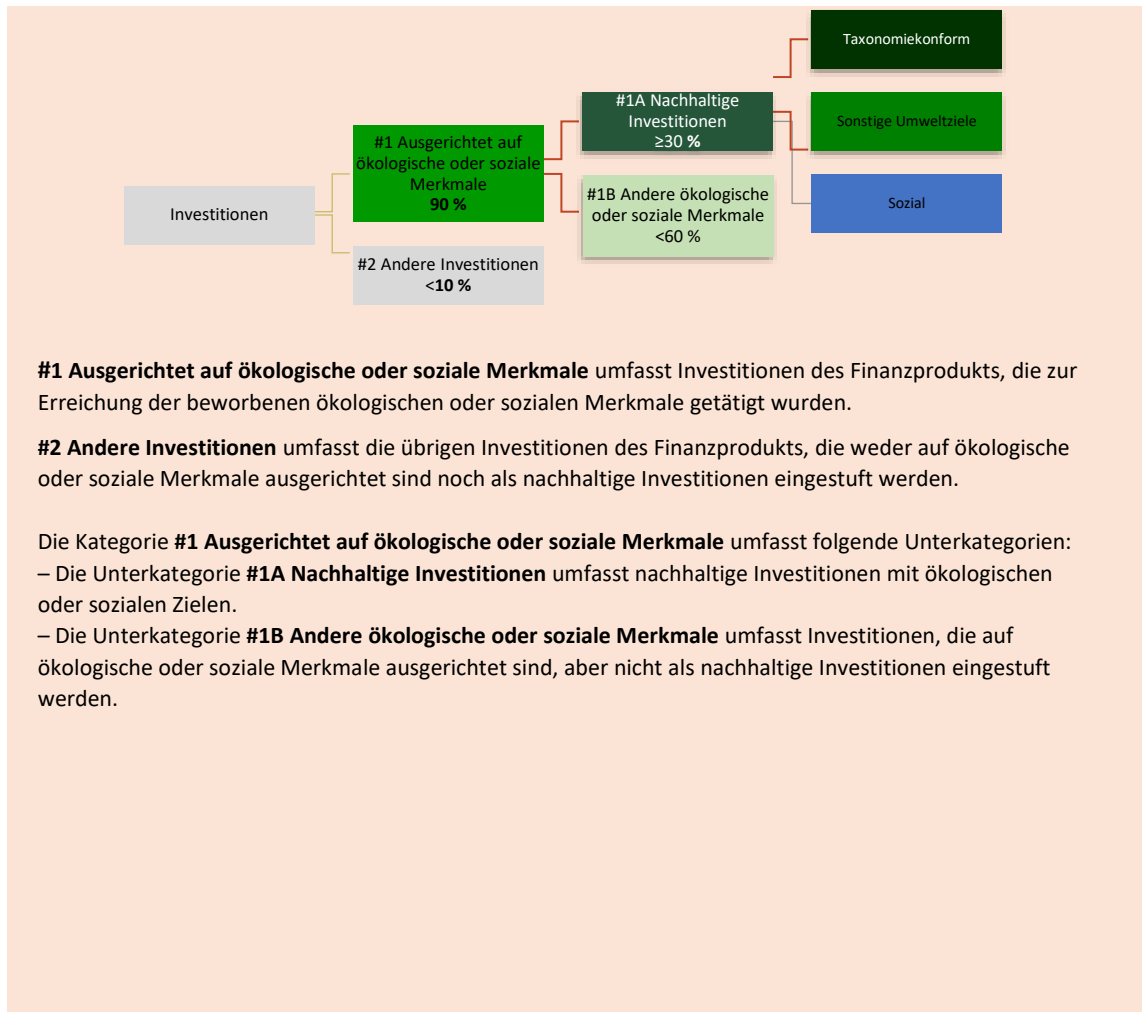 Taxonomiekonform
#1A Nachhaltige
Investitionen
≥30 %
Sonstige Umweltziele
#1 Ausgerichtet auf
ökologische oder soziale
Merkmale
90 %
#1B Andere ökologische
oder soziale Merkmale
<60 %
Sozial
Investitionen
#2 Andere Investitionen
<10 %
#1 Ausgerichtet auf ökologische oder soziale Merkmale umfasst Investitionen des Finanzprodukts, die zur
Erreichung der beworbenen ökologischen oder sozialen Merkmale getätigt wurden.
#2 Andere Investitionen umfasst die übrigen Investitionen des Finanzprodukts, die weder auf ökologische
oder soziale Merkmale ausgerichtet sind noch als nachhaltige Investitionen eingestuft werden.
Die Kategorie #1 Ausgerichtet auf ökologische oder soziale Merkmale umfasst folgende Unterkategorien:
– Die Unterkategorie #1A Nachhaltige Investitionen umfasst nachhaltige Investitionen mit ökologischen
oder sozialen Zielen.
– Die Unterkategorie #1B Andere ökologische oder soziale Merkmale umfasst Investitionen, die auf
ökologische oder soziale Merkmale ausgerichtet sind, aber nicht als nachhaltige Investitionen eingestuft
werden.